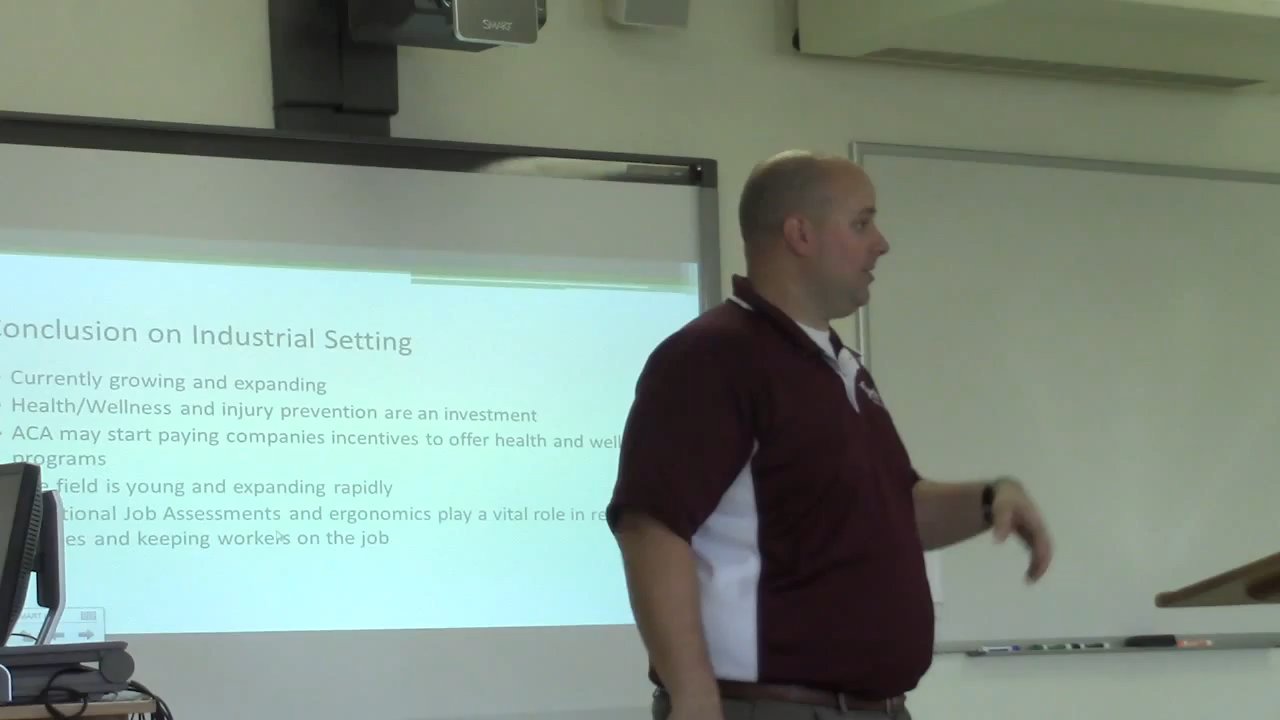 SMART
onclusion on Industrial Setting
Currently growing and expanding
Health/Wellness and injury prevention are an investment
ACA may start paying companies incentives to offer health and well
programs
e field is young and expanding rapidly
tional Job Assessments and ergonomics play a vital role in re
es and keeping workers on the job